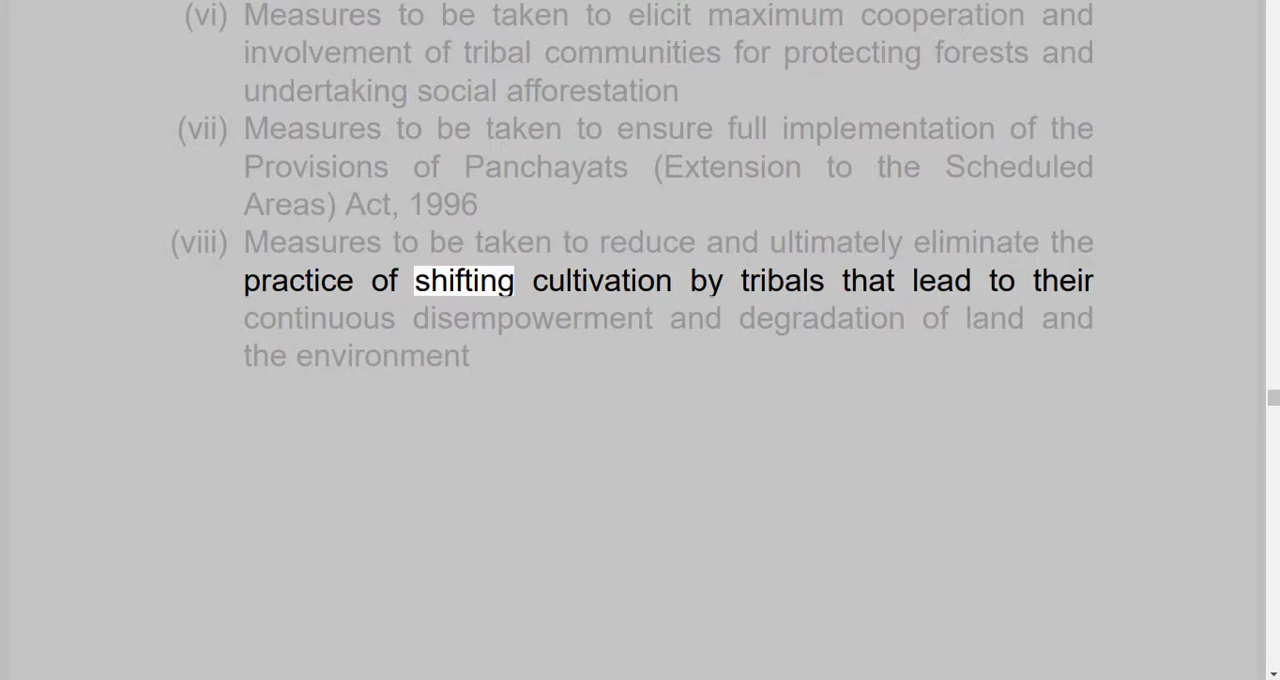 (vi) Measures to be taken to elicit maximum cooperation and
involvement of tribal communities for protecting forests and
undertaking social afforestation
(vii) Measures to be taken to ensure full implementation of the
Provisions of Panchayats (Extension to the Scheduled
Areas) Act, 1996
(viii) Measures to be taken to reduce and ultimately eliminate the
practice of shifting cultivation by tribals that lead to their
continuous disempowerment and degradation of land and
the environment